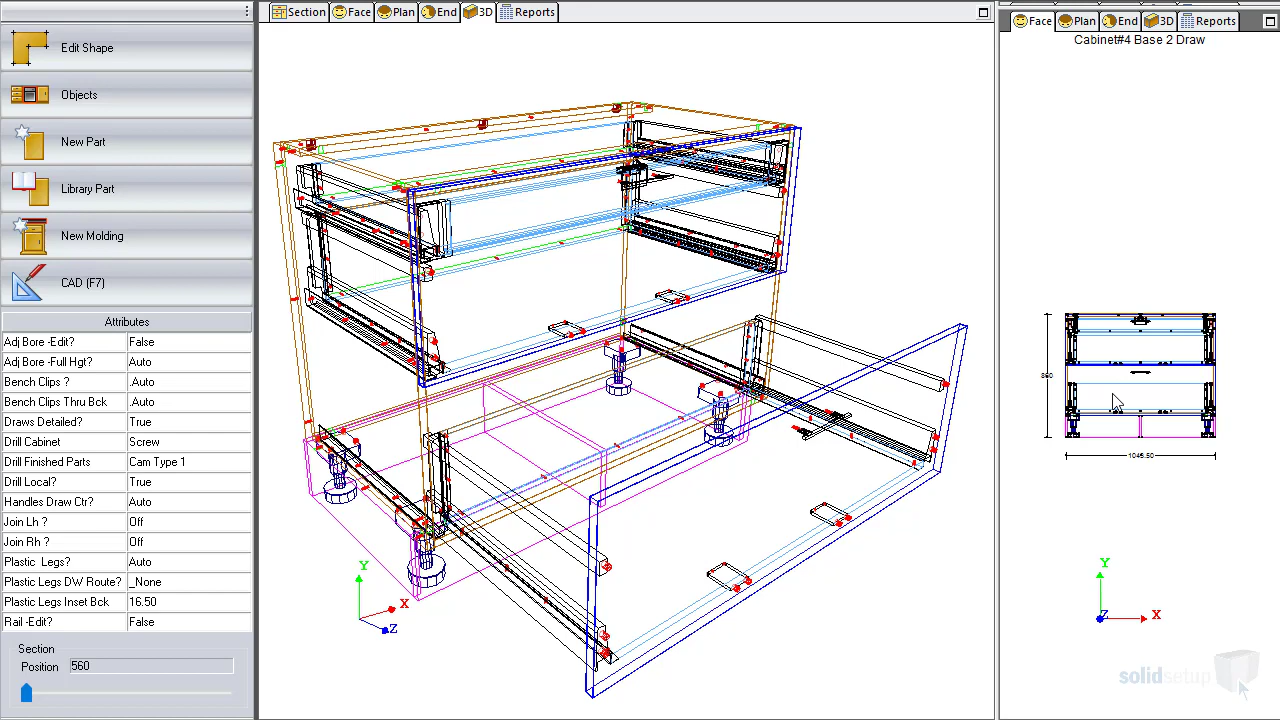 Section Face Plan End 3D Reports
Face Plan End 3D Reports
Cabinet#4 Base 2 Draw
Edit Shape
Objects
New Part
Library Part
New Molding
CAD (F7)
Attributes
Adj Bore -Edit? False
Adj Bore -Full Hgt? Auto
Bench Clips ? .Auto
Bench Clips Thru Bck .Auto
Draws Detailed? True
Drill Cabinet Screw
Drill Finished Parts Cam Type 1
Drill Local? True
Handles Draw Ctr? Auto
Join Lh ? Off
Join Rh ? Off
Plastic Legs? Auto
Plastic Legs DW Route? _None
Plastic Legs Inset Bck 16.50
Rail -Edit? False
Section
Position 560
Y
X
Z
1046.50
Y
X
Z
solidsetup